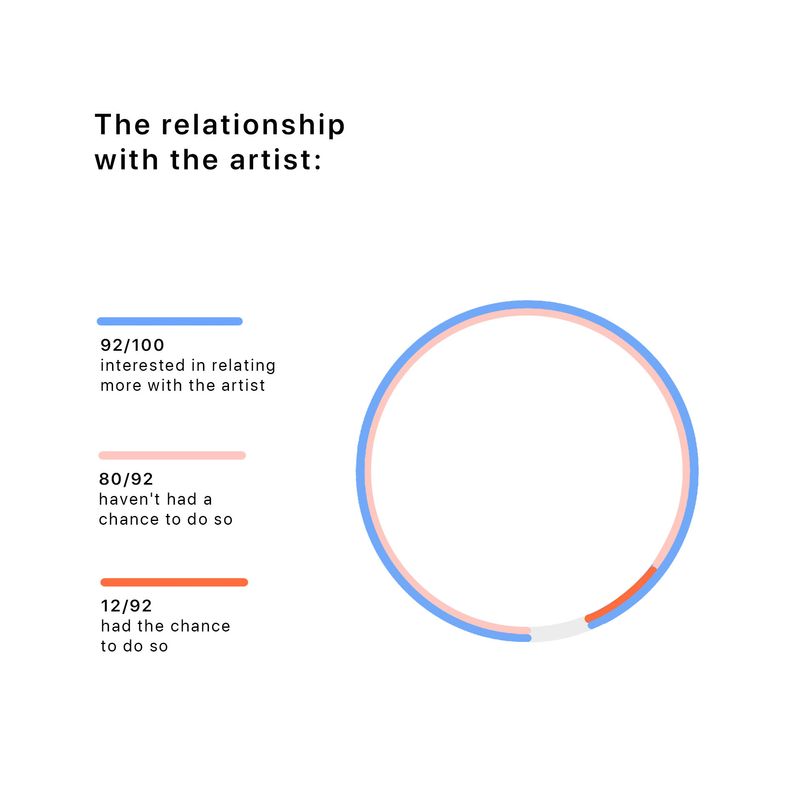 The relationship
with the artist:
92/100
interested in relating
more with the artist
80/92
haven't had a
chance to do so
12/92
had the chance
to do so